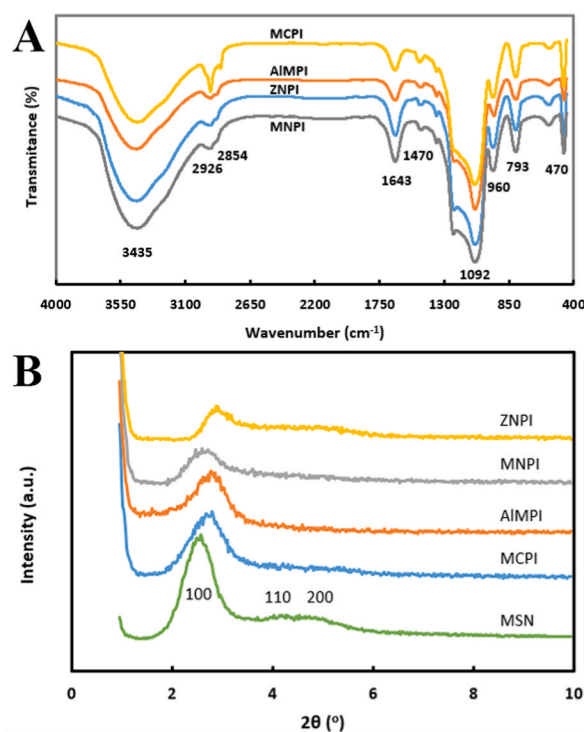 A
MCPI
AlMPI
ZNPI
MNPI
2926
2854
1470
1643
960
793
470
3435
1092
Transmitance (%)
4000 3550 3100 2650 2200 1750 1300 850 400
Wavenumber (cm⁻¹)
B
ZNPI
MNPI
AlMPI
MCPI
100
110
200
MSN
Intensity (a.u.)
0 2 4 6 8 10
2θ (°)